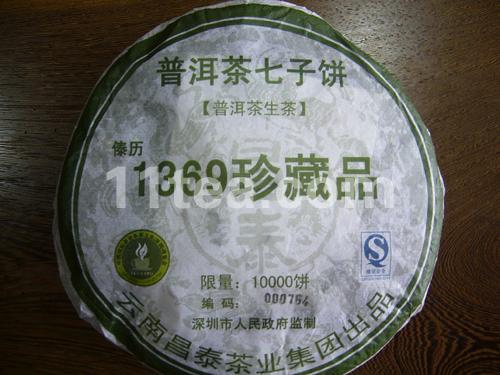 普洱茶七子饼
【普洱茶生茶】
傣历
1369珍藏品
11tea.com
限量：10000饼
编码：000754
深圳市人民政府监制
云南昌泰茶业集团出品